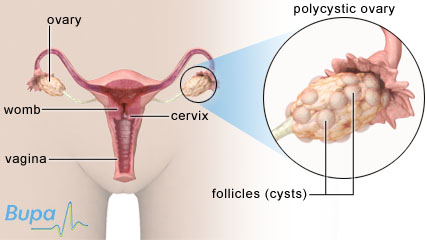 polycystic ovary
ovary
womb
cervix
vagina
follicles (cysts)
Bupa